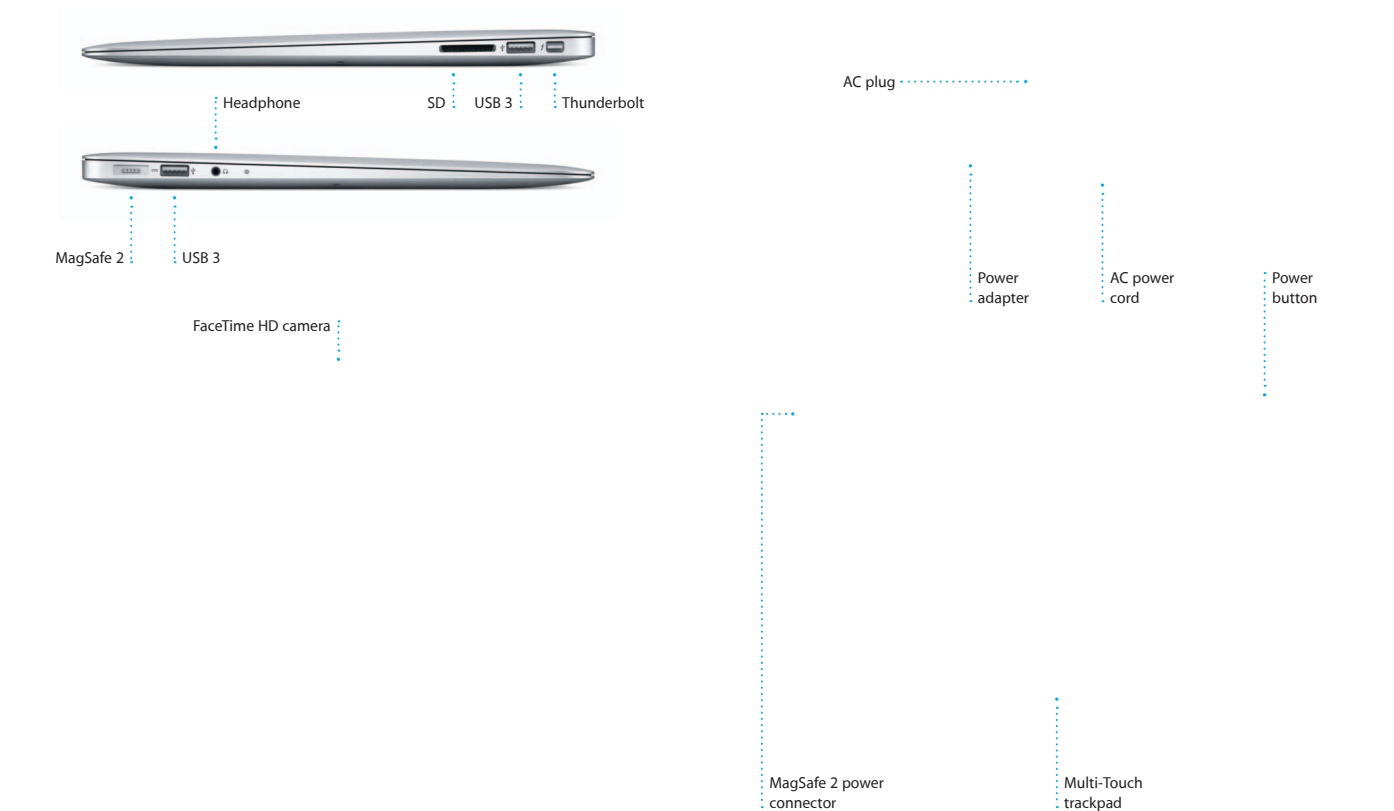 Headphone
SD
USB 3
Thunderbolt
MagSafe 2
USB 3
FaceTime HD camera
AC plug
Power
adapter
AC power
cord
Power
button
MagSafe 2 power
connector
Multi-Touch
trackpad